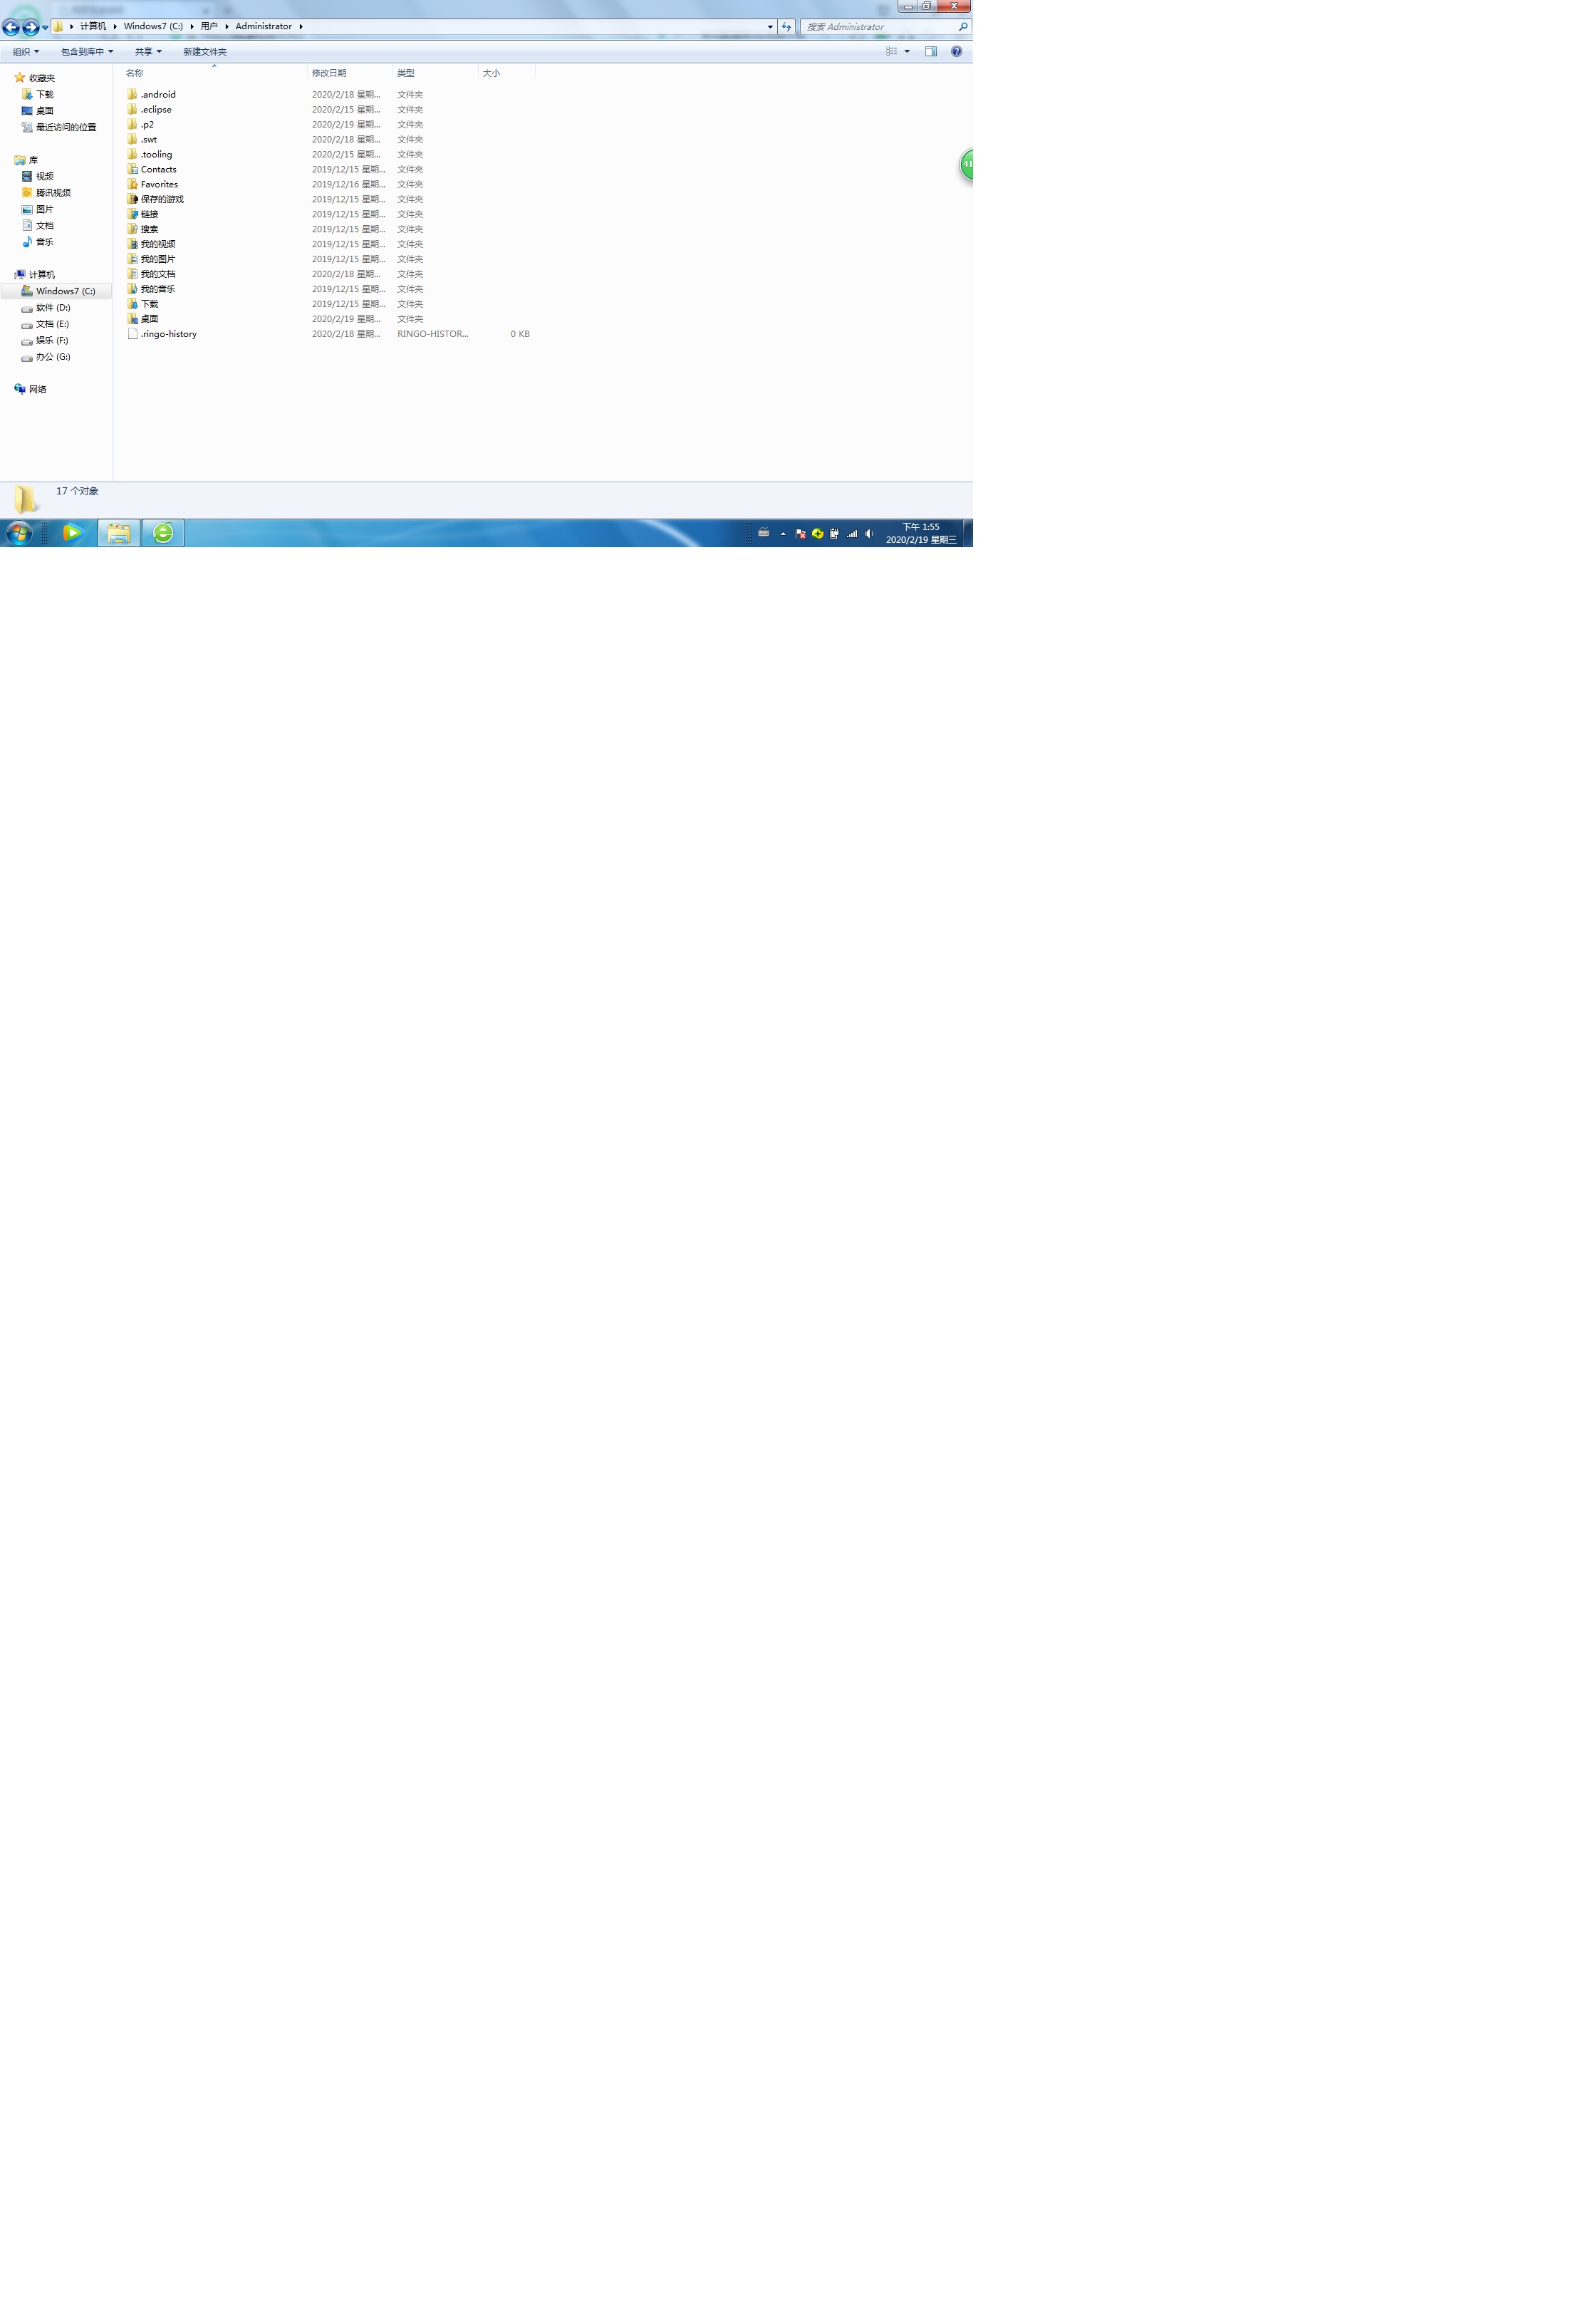 计算机 Windows7 (C:) 用户 Administrator 搜索 Administrator
组织 包含到库中 共享 新建文件夹
收藏夹
下载
桌面
最近访问的位置
库
视频
腾讯视频
图片
文档
音乐
计算机
Windows7 (C:)
软件 (D:)
文档 (E:)
娱乐 (F:)
办公 (G:)
网络
名称 修改日期 类型 大小
.android 2020/2/18 星期... 文件夹
.eclipse 2020/2/15 星期... 文件夹
.p2 2020/2/19 星期... 文件夹
.swt 2020/2/18 星期... 文件夹
.tooling 2020/2/15 星期... 文件夹
Contacts 2019/12/15 星期... 文件夹
Favorites 2019/12/16 星期... 文件夹
保存的游戏 2019/12/15 星期... 文件夹
链接 2019/12/15 星期... 文件夹
搜索 2019/12/15 星期... 文件夹
我的视频 2019/12/15 星期... 文件夹
我的图片 2019/12/15 星期... 文件夹
我的文档 2020/2/18 星期... 文件夹
我的音乐 2019/12/15 星期... 文件夹
下载 2019/12/15 星期... 文件夹
桌面 2020/2/19 星期... 文件夹
.ringo-history 2020/2/18 星期... RINGO-HISTOR... 0 KB
17 个对象
下午 1:55
2020/2/19 星期三